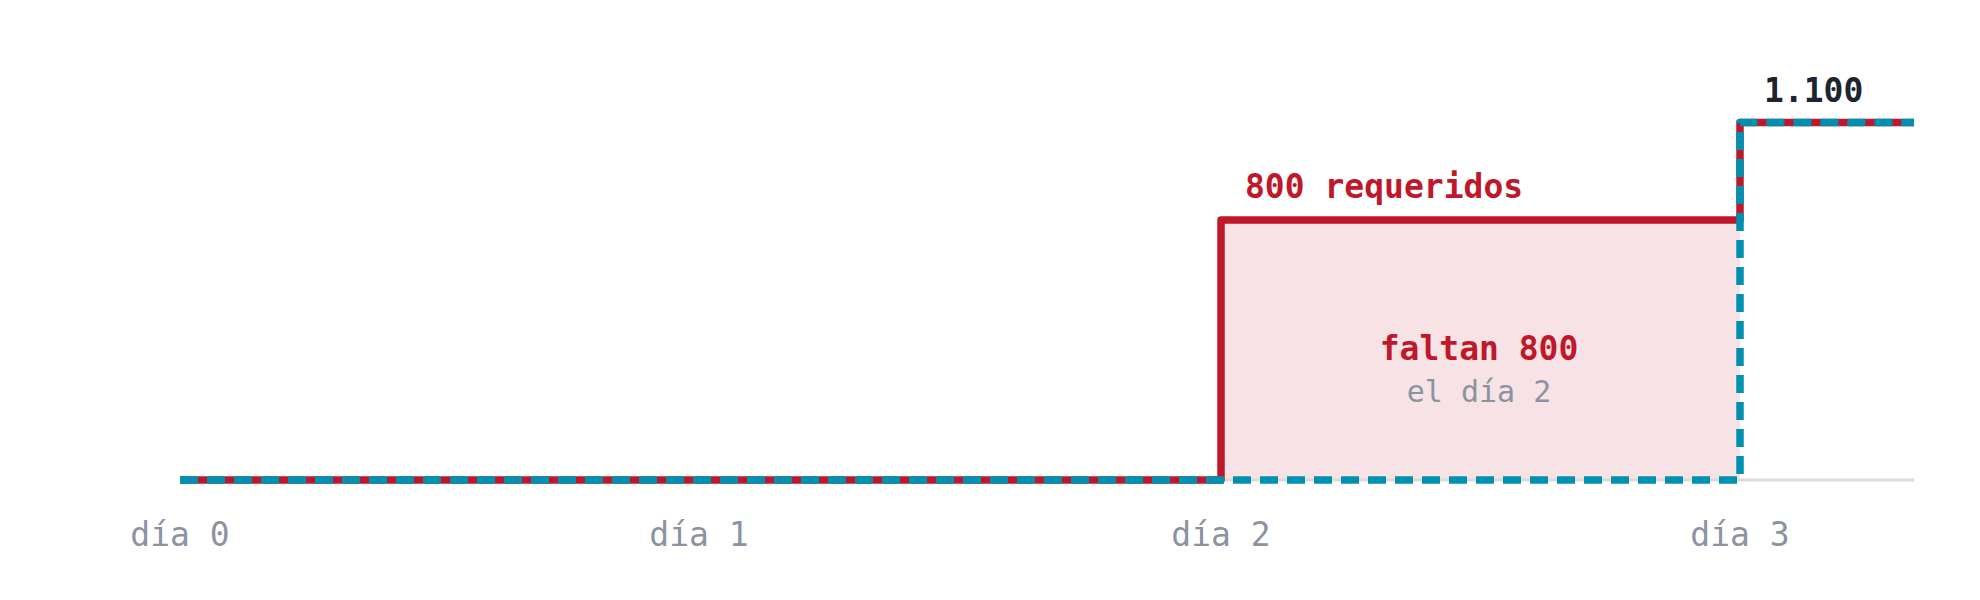 1.100
800 requeridos
faltan 800
el día 2
día 0
día 1
día 2
día 3